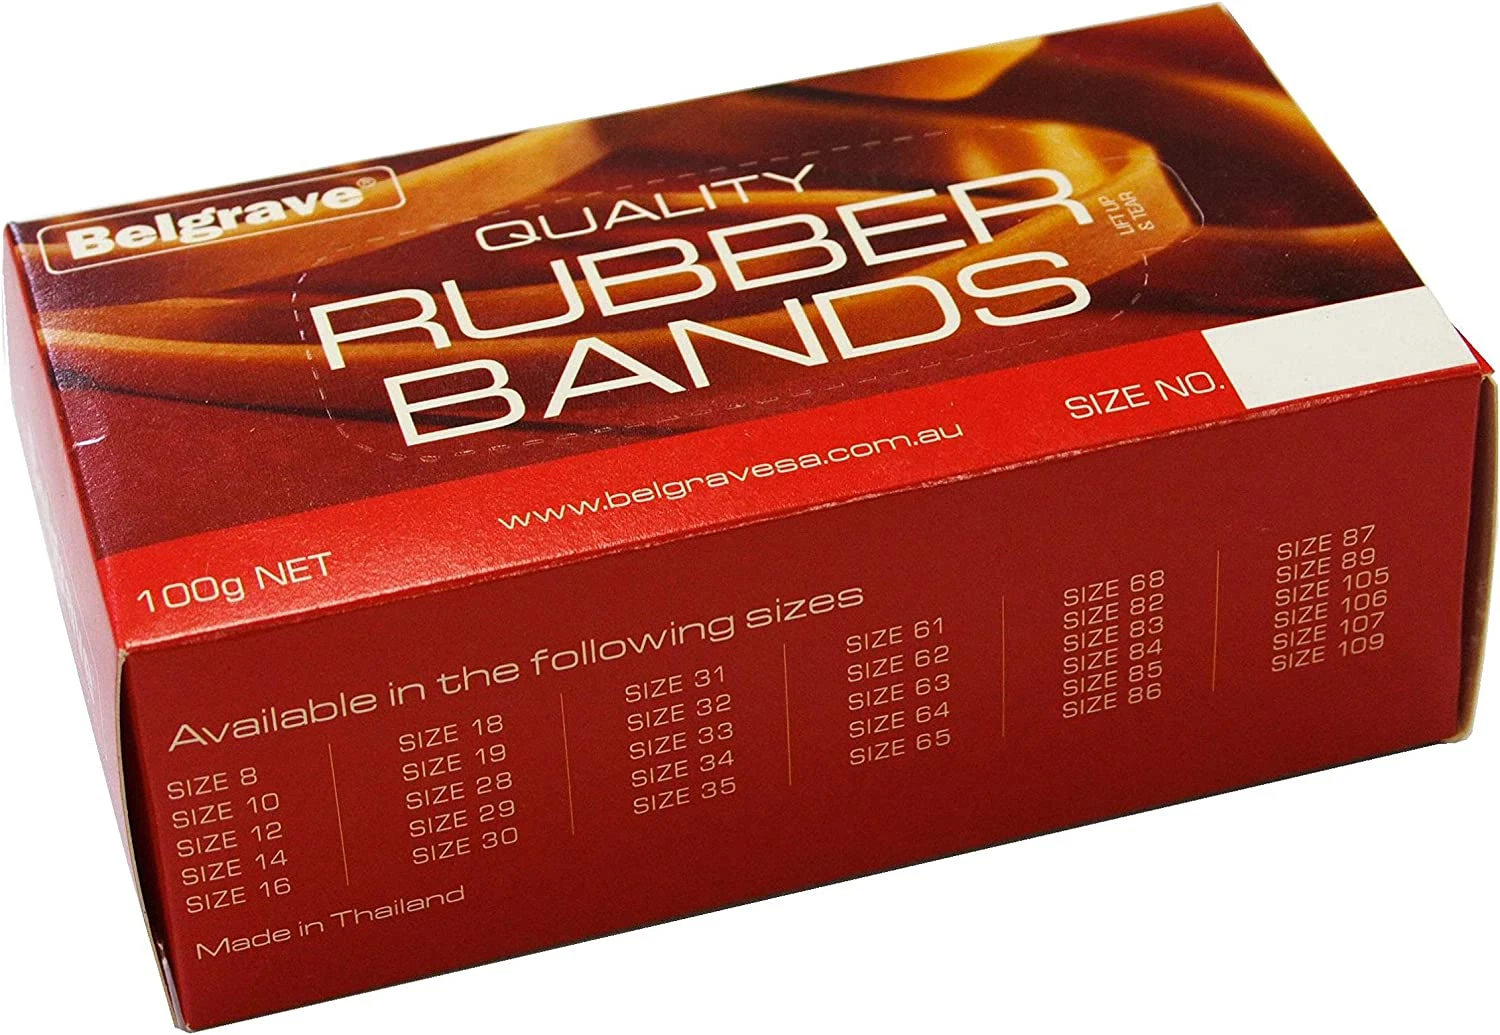 Belgrave®
QUALITY
RUBBER
BANDS
LIFT UP
& TEAR
SIZE NO.
www.belgravesa.com.au
100g NET
Available in the following sizes
SIZE 8
SIZE 10
SIZE 12
SIZE 14
SIZE 16
SIZE 18
SIZE 19
SIZE 28
SIZE 29
SIZE 30
SIZE 31
SIZE 32
SIZE 33
SIZE 34
SIZE 35
SIZE 61
SIZE 62
SIZE 63
SIZE 64
SIZE 65
SIZE 68
SIZE 82
SIZE 83
SIZE 84
SIZE 85
SIZE 86
SIZE 87
SIZE 89
SIZE 105
SIZE 106
SIZE 107
SIZE 109
Made in Thailand